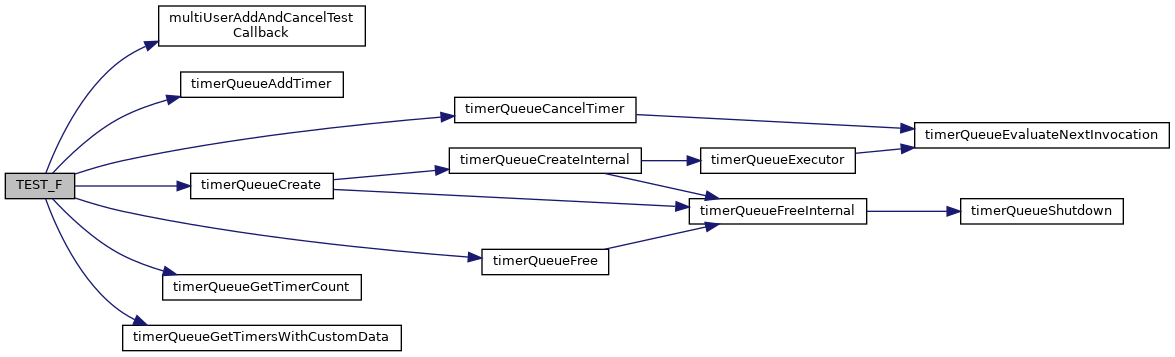 multiUserAddAndCancelTest
Callback
timerQueueAddTimer
timerQueueCancelTimer
timerQueueEvaluateNextInvocation
timerQueueCreateInternal
timerQueueExecutor
TEST_F
timerQueueCreate
timerQueueFreeInternal
timerQueueShutdown
timerQueueFree
timerQueueGetTimerCount
timerQueueGetTimersWithCustomData